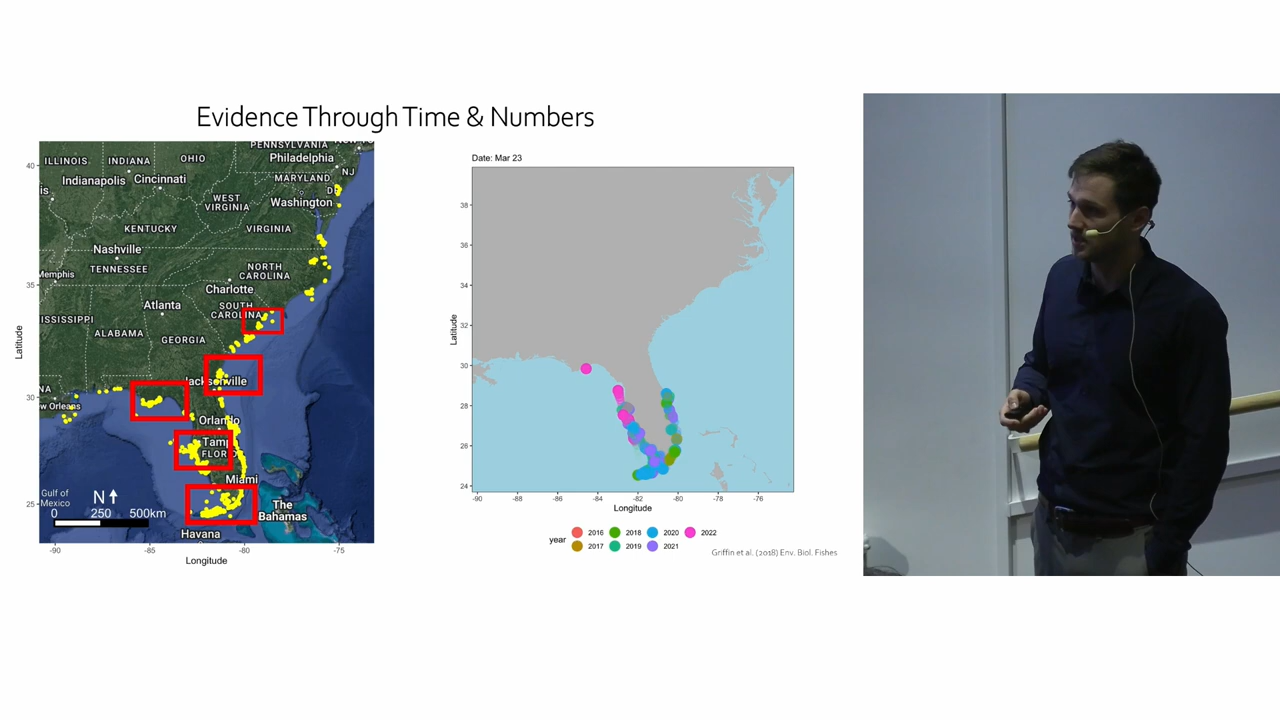 Evidence Through Time & Numbers
PENNSYLVANIA
ILLINOIS
INDIANA
OHIO
Philadelphia
Indianapolis
Cincinnati
MARYLAND
NJ
WEST
VIRGINIA
Washington
D
KENTUCKY
VIRGINIA
Nashville
TENNESSEE
Memphis
NORTH
CAROLINA
Charlotte
Atlanta
SOUTH
CAROLINA
ISSISSIPPI
ALABAMA
GEORGIA
Jacksonville
NA
w Orleans
Orlando
Tamp
FLORID
Miami
Gulf of
Mexico
N
0 250 500km
The
Bahamas
Havana
40
35
30
25
-90 -85 -80 -75
Latitude
Longitude
Date: Mar 23
38
36
34
32
30
28
26
24
-90 -88 -86 -84 -82 -80 -78 -76
Latitude
Longitude
year
2016 2018 2020 2022
2017 2019 2021
Griffin et al. (2018) Env. Biol. Fishes